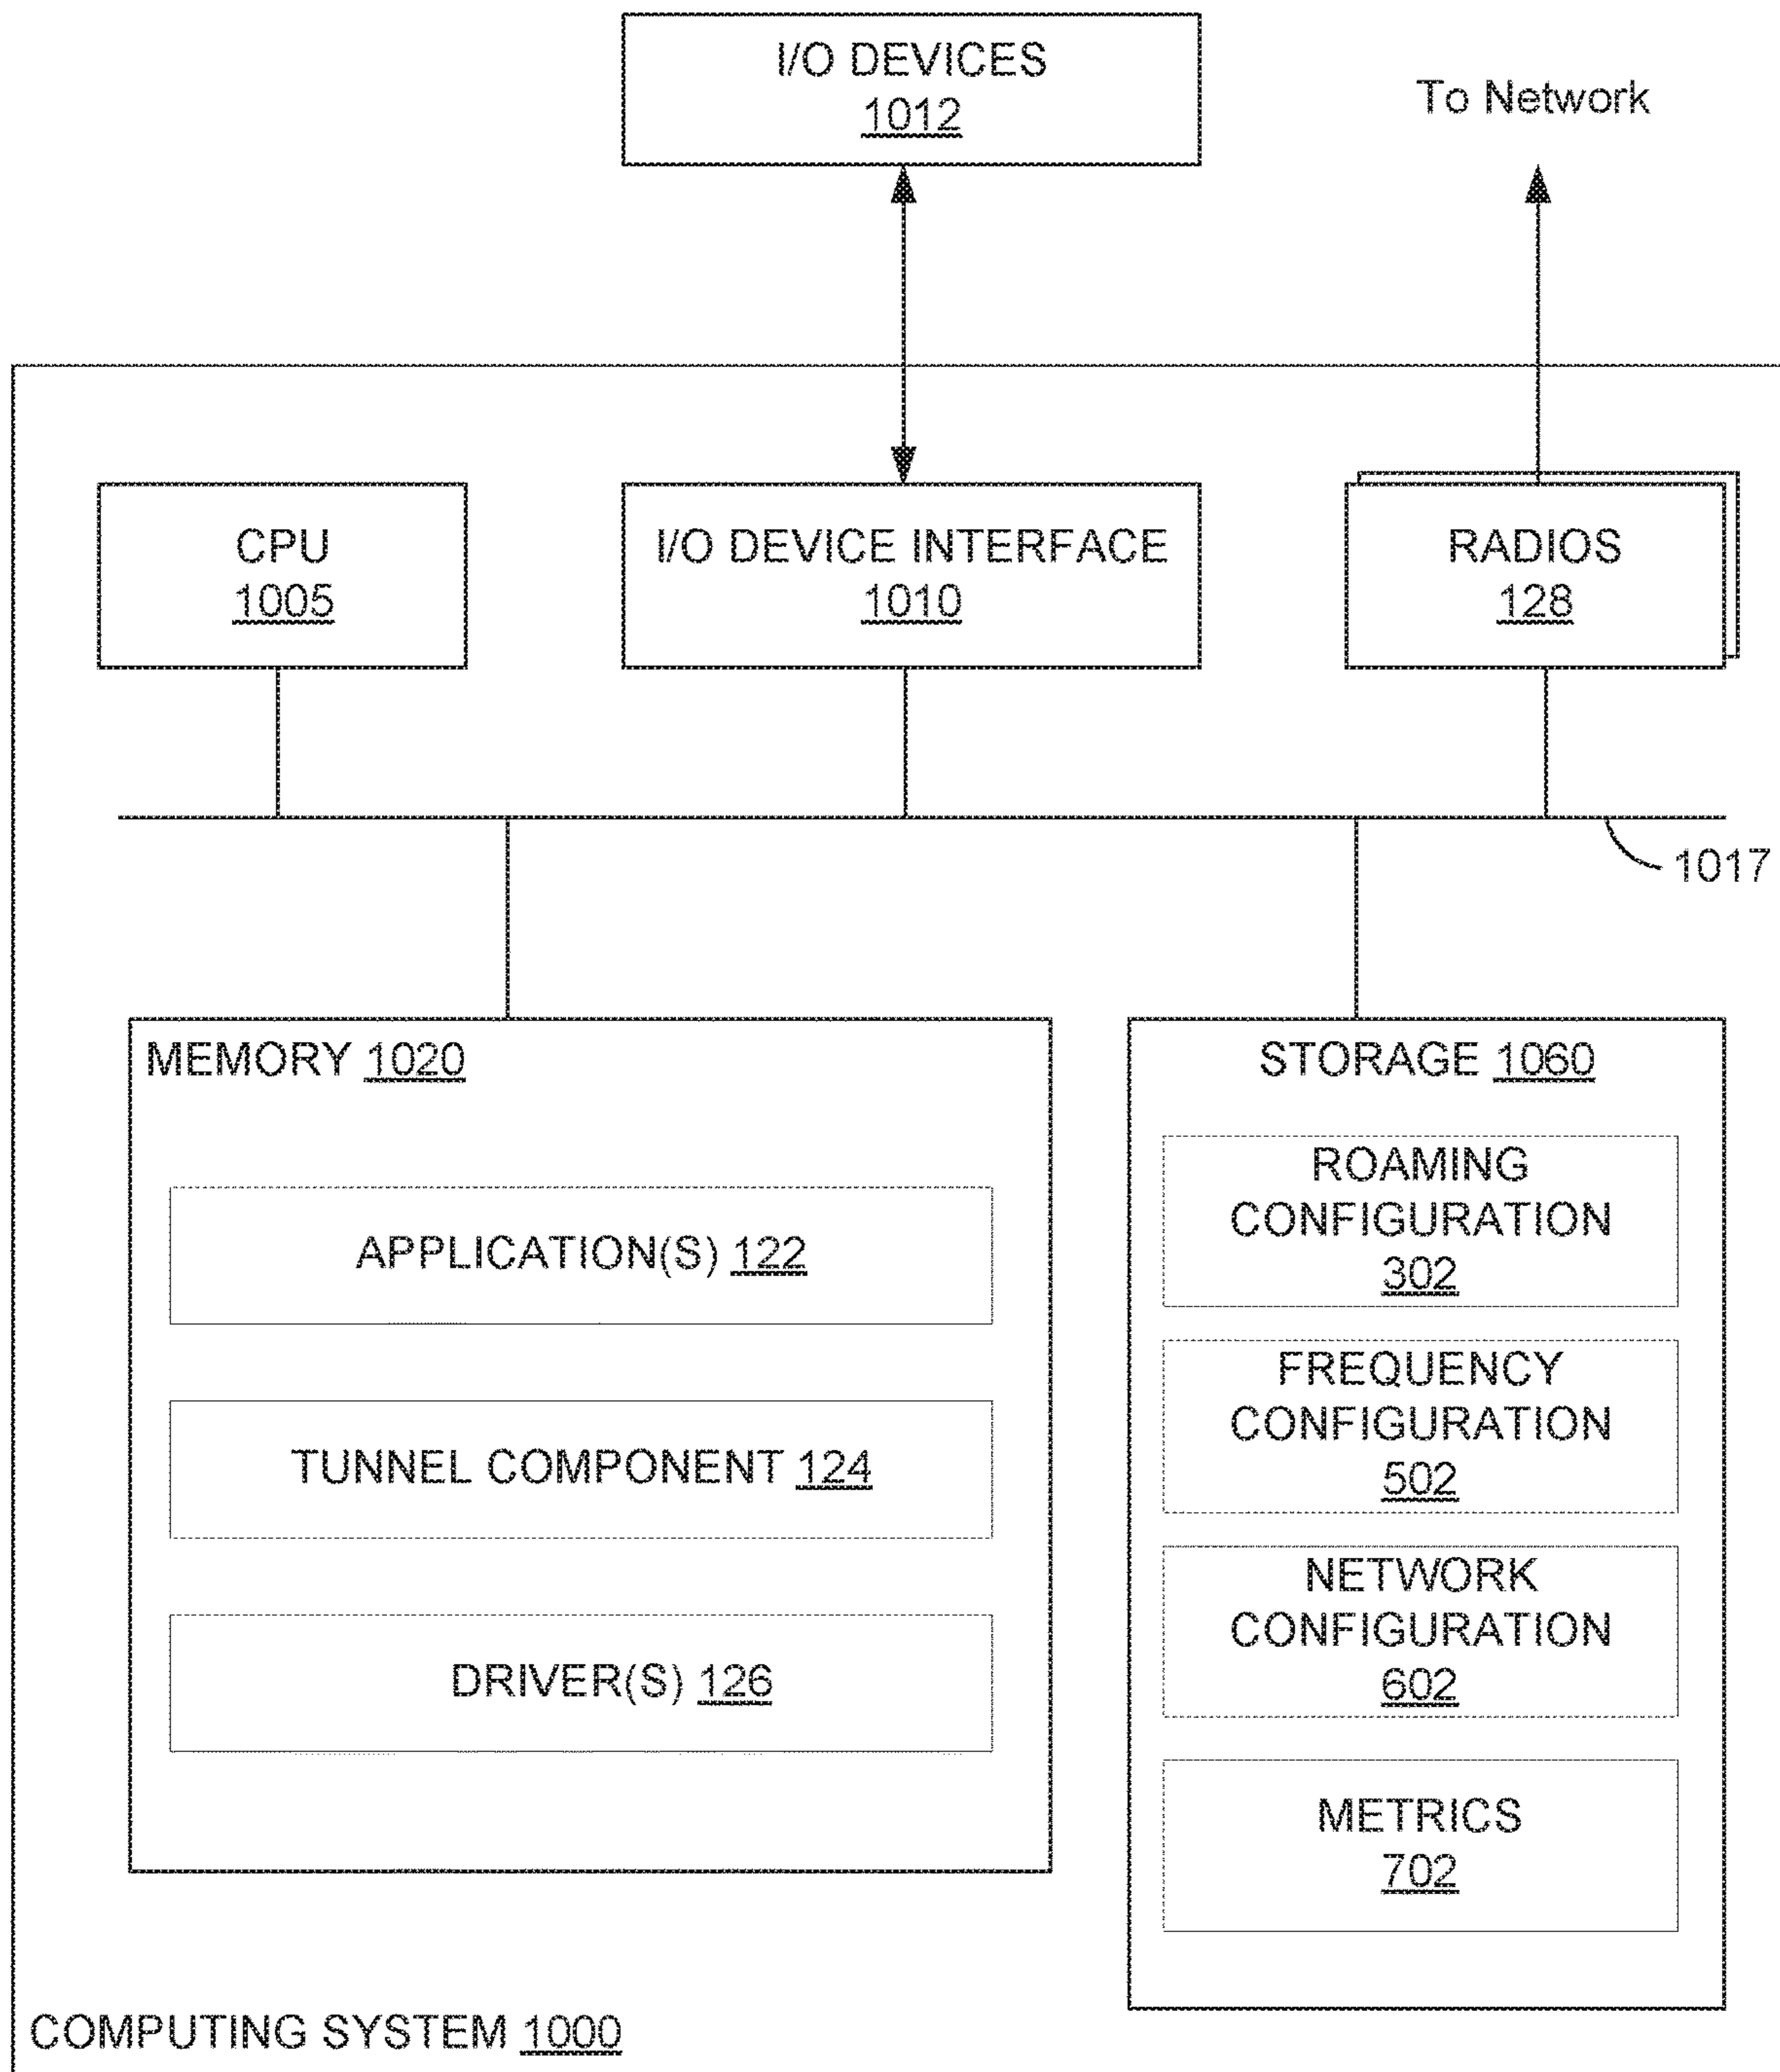 I/O DEVICES
1012
To Network
CPU
1005
I/O DEVICE INTERFACE
1010
RADIOS
128
1017
MEMORY 1020
APPLICATION(S) 122
TUNNEL COMPONENT 124
DRIVER(S) 126
STORAGE 1060
ROAMING
CONFIGURATION
302
FREQUENCY
CONFIGURATION
502
NETWORK
CONFIGURATION
602
METRICS
702
COMPUTING SYSTEM 1000